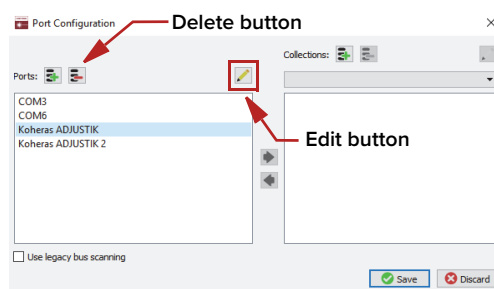 Port Configuration
Delete button
Collections:
Ports:
COM3
COM6
Koheras ADJUSTIK
Koheras ADJUSTIK 2
Edit button
Use legacy bus scanning
Save
Discard